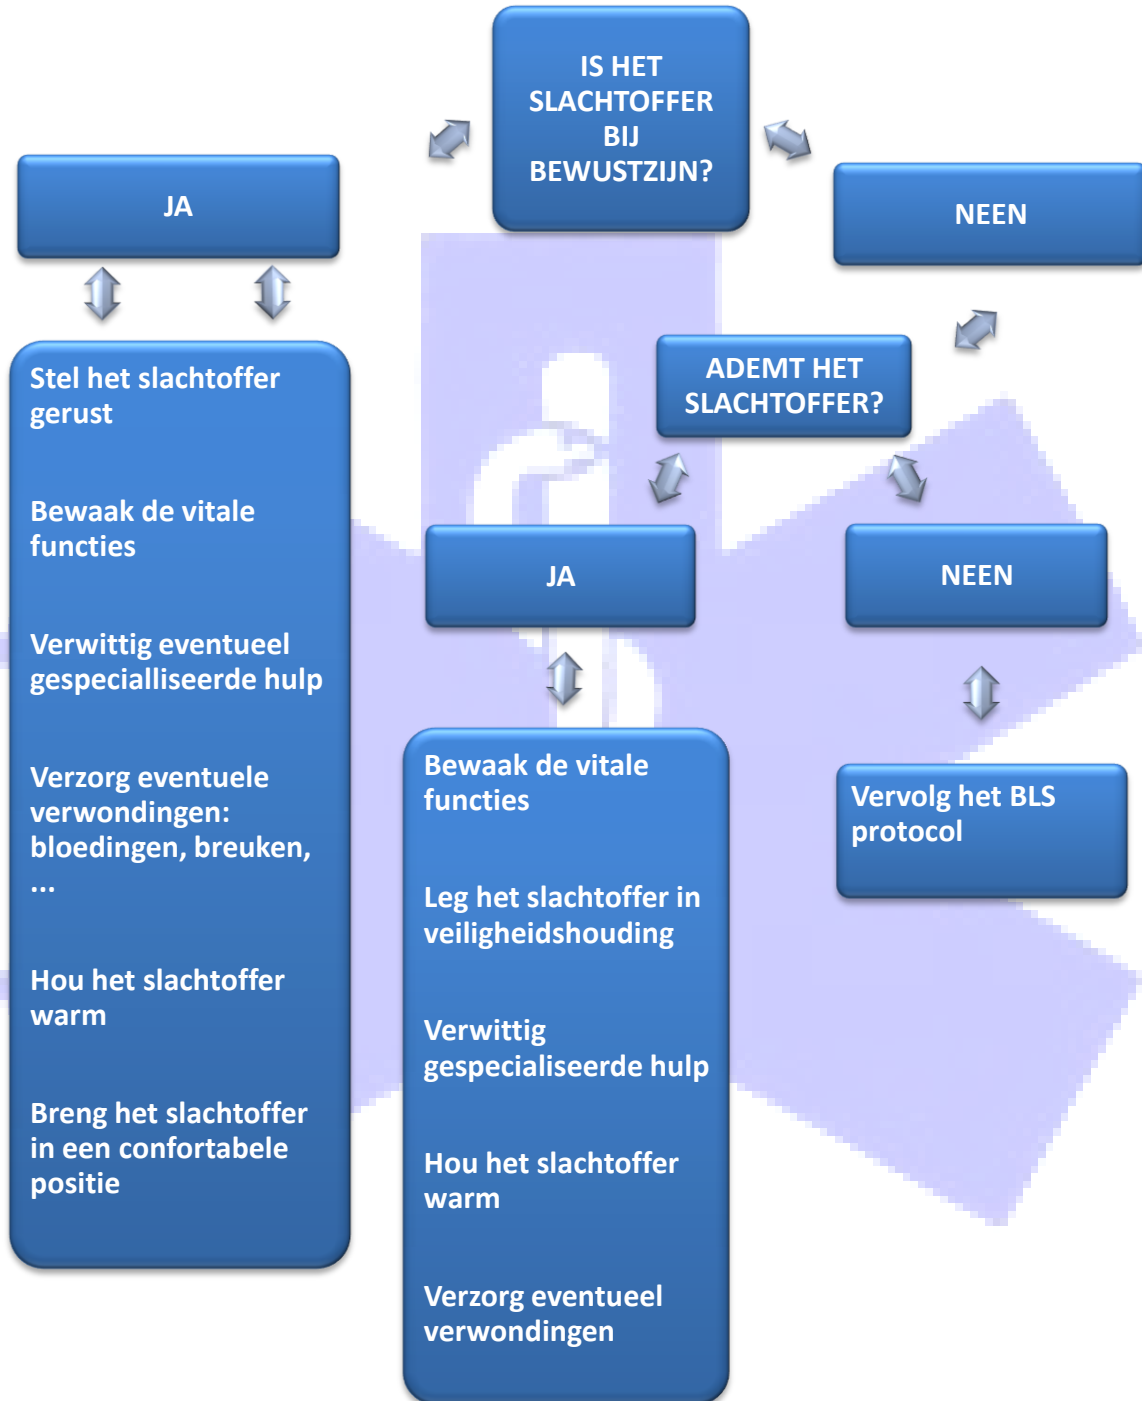 IS HET
SLACHTOFFER
BIJ
BEWUSTZIJN?
JA
NEEN
Stel het slachtoffer
gerust
Bewaak de vitale
functies
Verwittig eventueel
gespecialliseerde hulp
Verzorg eventuele
verwondingen:
bloedingen, breuken,
...
Hou het slachtoffer
warm
Breng het slachtoffer
in een confortabele
positie
ADEMT HET
SLACHTOFFER?
JA
NEEN
Bewaak de vitale
functies
Leg het slachtoffer in
veiligheidshouding
Verwittig
gespecialiseerde hulp
Hou het slachtoffer
warm
Verzorg eventueel
verwondingen
Vervolg het BLS
protocol